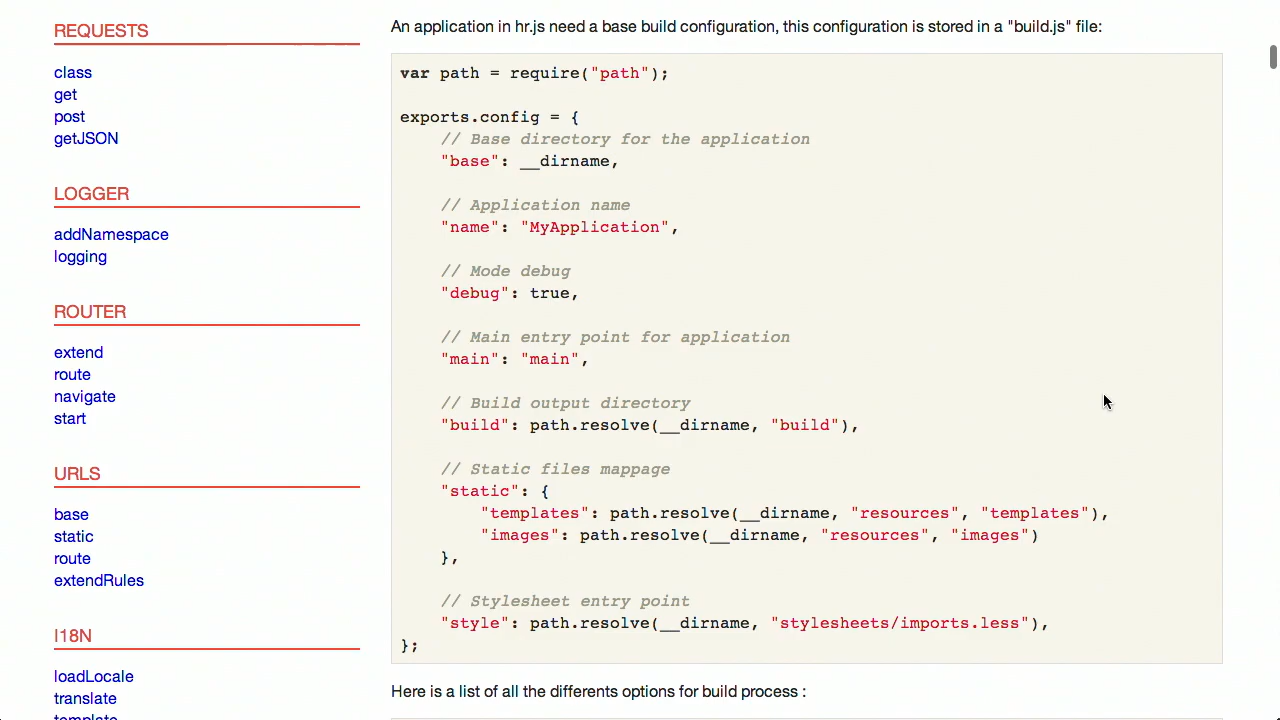 REQUESTS
class
get
post
getJSON
LOGGER
addNamespace
logging
ROUTER
extend
route
navigate
start
URLS
base
static
route
extendRules
I18N
loadLocale
translate
template
An application in hr.js need a base build configuration, this configuration is stored in a "build.js" file:
var path = require("path");
exports.config = {
    // Base directory for the application
    "base": __dirname,
    // Application name
    "name": "MyApplication",
    // Mode debug
    "debug": true,
    // Main entry point for application
    "main": "main",
    // Build output directory
    "build": path.resolve(__dirname, "build"),
    // Static files mappage
    "static": {
        "templates": path.resolve(__dirname, "resources", "templates"),
        "images": path.resolve(__dirname, "resources", "images")
    },
    // Stylesheet entry point
    "style": path.resolve(__dirname, "stylesheets/imports.less"),
};
Here is a list of all the differents options for build process :